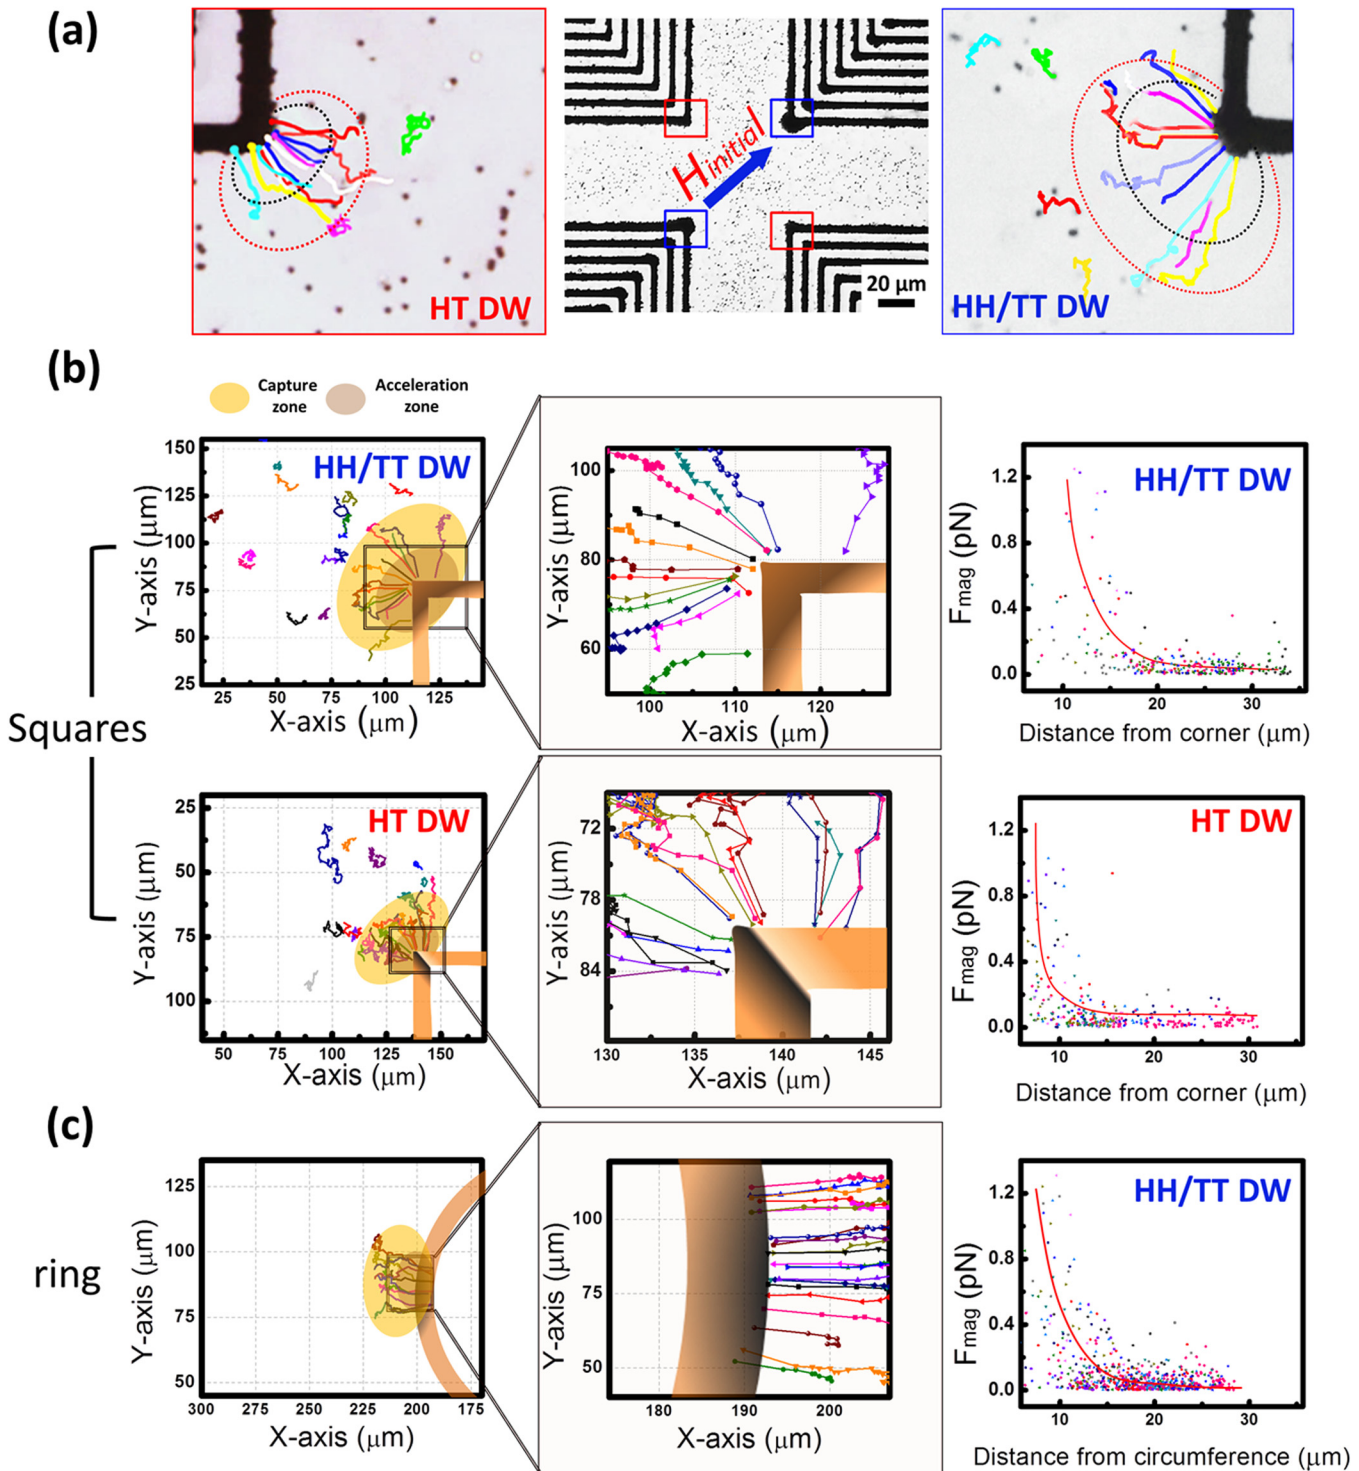 (a)
HT DW
Hinitial
20 μm
HH/TT DW
(b)
Capture zone
Acceleration zone
Squares
HH/TT DW
150
125
100
75
50
25
25
50
75
100
125
Y-axis (μm)
X-axis (μm)
100
80
60
100
110
120
Y-axis (μm)
X-axis (μm)
HH/TT DW
1.2
0.8
0.4
0.0
10
20
30
Fmag (pN)
Distance from corner (μm)
HT DW
25
50
75
100
50
75
100
125
150
Y-axis (μm)
X-axis (μm)
72
78
84
130
135
140
145
Y-axis (μm)
X-axis (μm)
HT DW
1.2
0.8
0.4
0.0
10
20
30
Fmag (pN)
Distance from corner (μm)
(c)
ring
125
100
75
50
300
275
250
225
200
175
Y-axis (μm)
X-axis (μm)
100
75
50
180
190
200
Y-axis (μm)
X-axis (μm)
HH/TT DW
1.2
0.8
0.4
0.0
10
20
30
Fmag (pN)
Distance from circumference (μm)